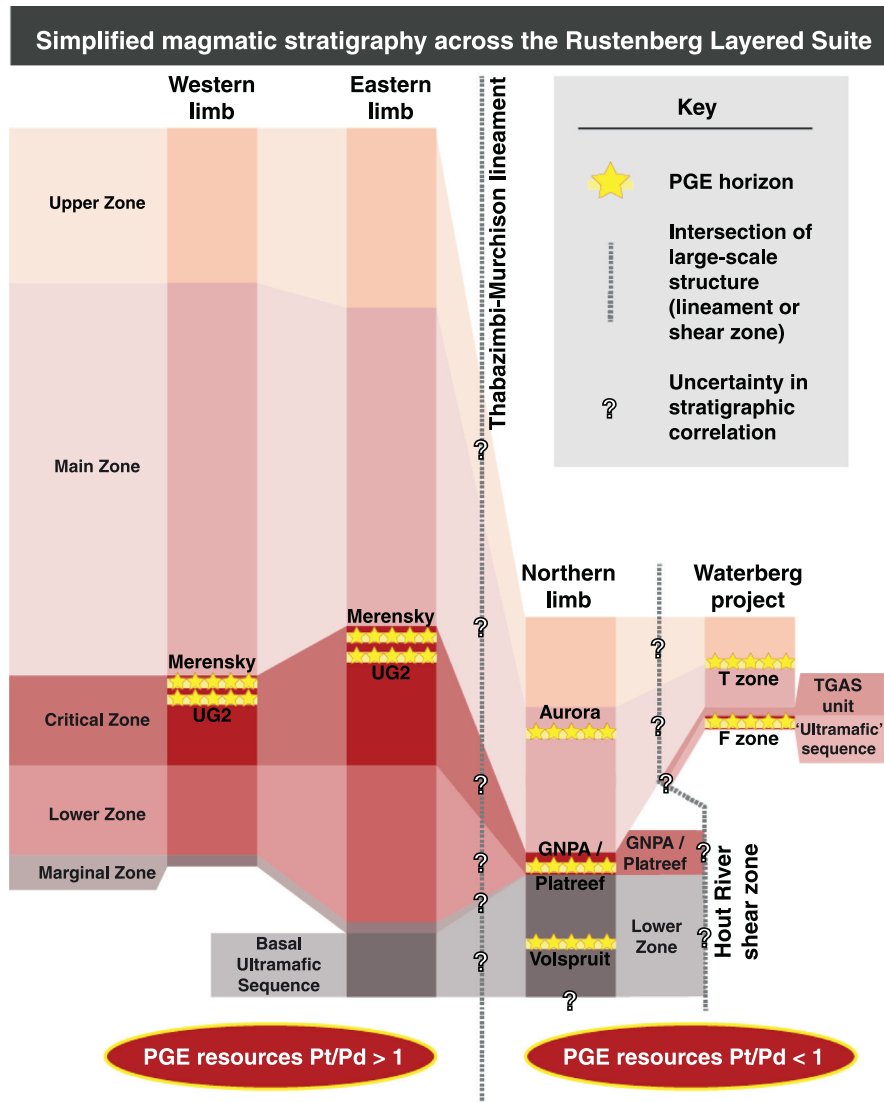 Simplified magmatic stratigraphy across the Rustenberg Layered Suite
Western
limb
Eastern
limb
Thabazimbi-Murchison lineament
Key
PGE horizon
Intersection of
large-scale
structure
(lineament or
shear zone)
?
Uncertainty in
stratigraphic
correlation
Upper Zone
Main Zone
Critical Zone
Lower Zone
Marginal Zone
Basal
Ultramafic
Sequence
Merensky
UG2
Merensky
UG2
?
?
?
?
?
?
Northern
limb
Aurora
GNPA /
Platreef
Volspruit
?
GNPA /
Platreef
Lower
Zone
?
?
?
?
?
Hout River
shear zone
Waterberg
project
T zone
F zone
TGAS
unit
'Ultramafic'
sequence
PGE resources Pt/Pd > 1
PGE resources Pt/Pd < 1